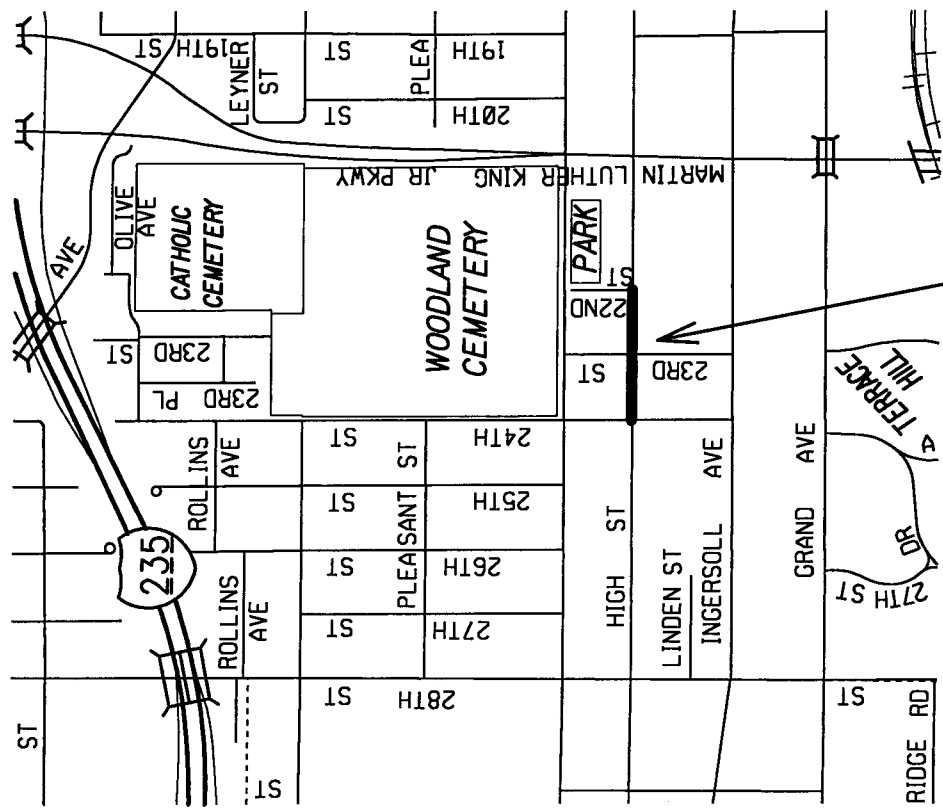 19TH ST
LEYNER
ST
ST
PLEA
19TH
ST
20TH
MARTIN LUTHER KING JR PKWY
OLIVE
AVE
AVE
CATHOLIC
CEMETERY
WOODLAND
CEMETERY
PARK
22ND
ST
ST
23RD
23RD PL
ST
23RD
TERRACE
HILL
24TH
ST
ROLLINS
AVE
PLEASANT ST
25TH
ST
HIGH ST
INGERSOLL AVE
GRAND AVE
A
DR
235
26TH
ST
27TH
ST
ROLLINS
AVE
LINDEN ST
27TH ST
28TH
ST
ST
RIDGE RD
ST
ST